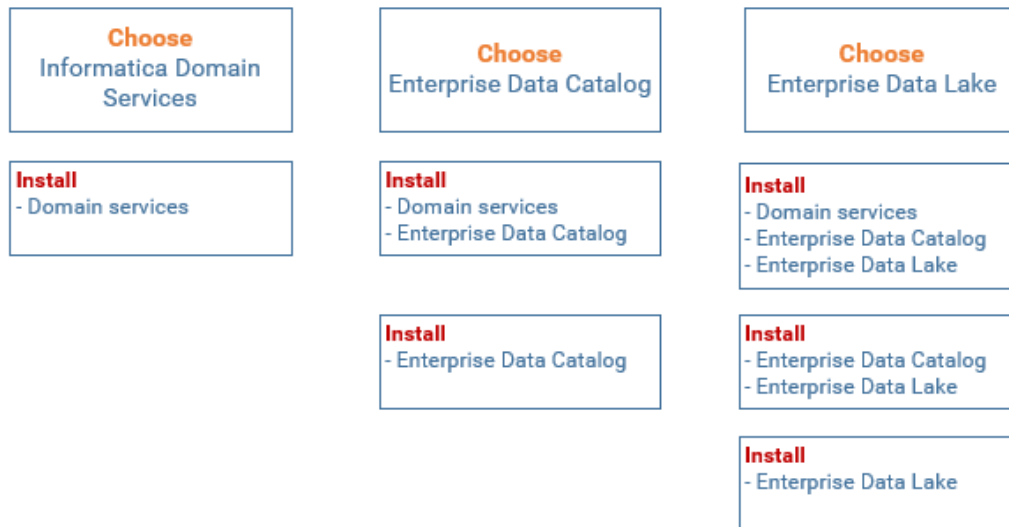 Choose
Informatica Domain
Services
Choose
Enterprise Data Catalog
Choose
Enterprise Data Lake
Install
- Domain services
Install
- Domain services
- Enterprise Data Catalog
Install
- Domain services
- Enterprise Data Catalog
- Enterprise Data Lake
Install
- Enterprise Data Catalog
Install
- Enterprise Data Catalog
- Enterprise Data Lake
Install
- Enterprise Data Lake